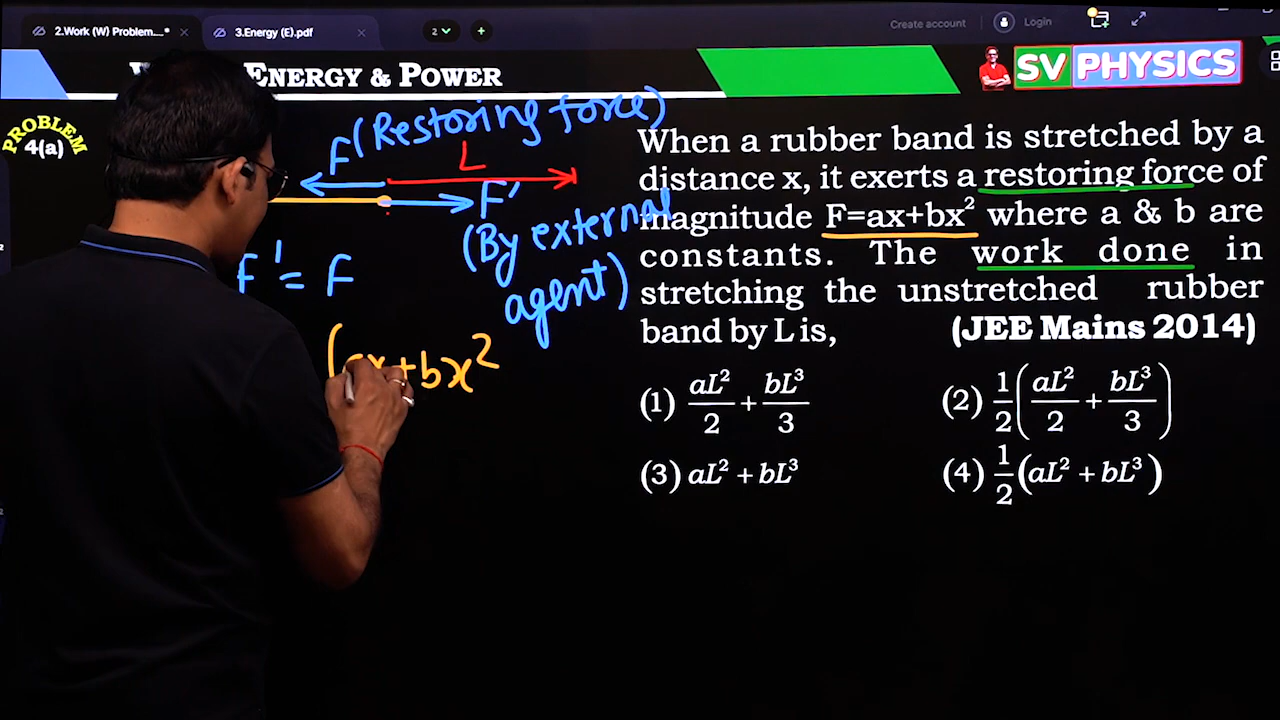 2.Work (W) Problem....*
3.Energy (E).pdf
2
Create account
Login
ENERGY & POWER
SV PHYSICS
PROBLEM
4(a)
F(Restoring force)
L
F'
(By external
agent)
F' = F
(ax+bx²
When a rubber band is stretched by a
distance x, it exerts a restoring force of
magnitude F=ax+bx² where a & b are
constants. The work done in
stretching the unstretched rubber
band by L is,
(JEE Mains 2014)
(1) aL²/2 + bL³/3
(2) 1/2(aL²/2 + bL³/3)
(3) aL² + bL³
(4) 1/2(aL² + bL³)